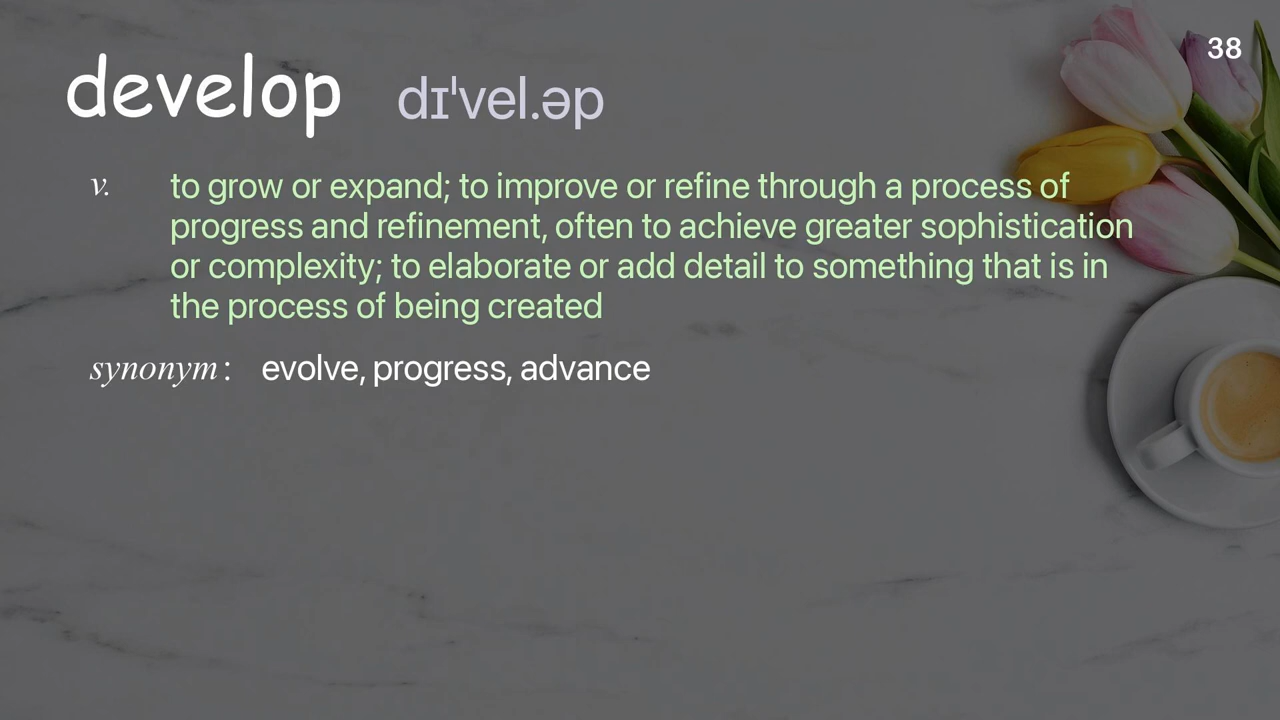 38
develop dɪˈvel.əp
v. to grow or expand; to improve or refine through a process of
progress and refinement, often to achieve greater sophistication
or complexity; to elaborate or add detail to something that is in
the process of being created
synonym: evolve, progress, advance